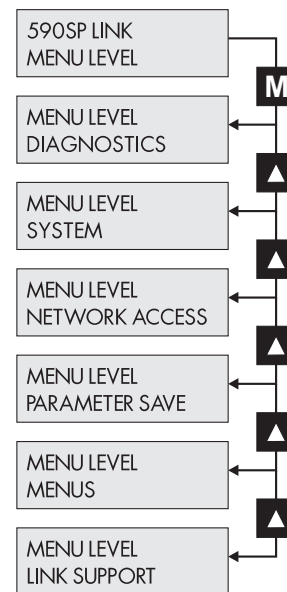 590SP LINK
MENU LEVEL
M
MENU LEVEL
DIAGNOSTICS
MENU LEVEL
SYSTEM
MENU LEVEL
NETWORK ACCESS
MENU LEVEL
PARAMETER SAVE
MENU LEVEL
MENUS
MENU LEVEL
LINK SUPPORT